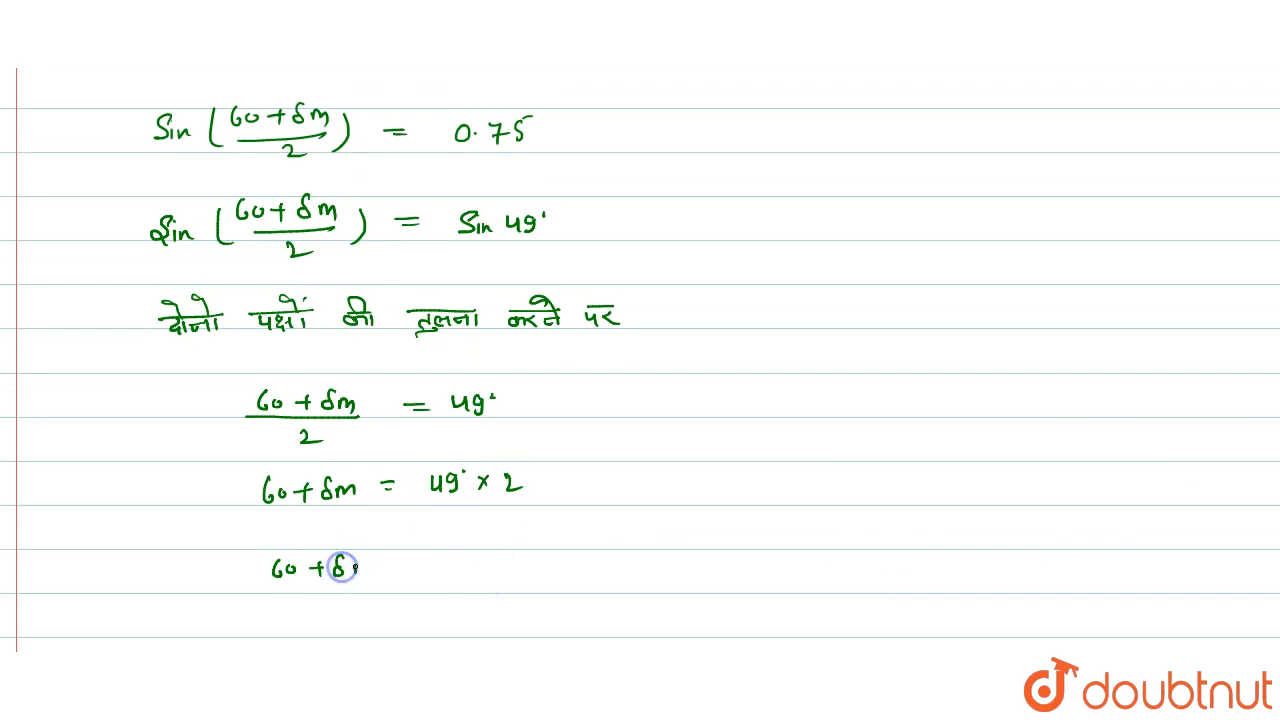 Sin (60 + δm / 2) = 0.75
Sin (60 + δm / 2) = Sin 49°
दोनो पक्षों की तुलना करने पर
60 + δm / 2 = 49°
60 + δm = 49° × 2
60 + δ
doubtnut